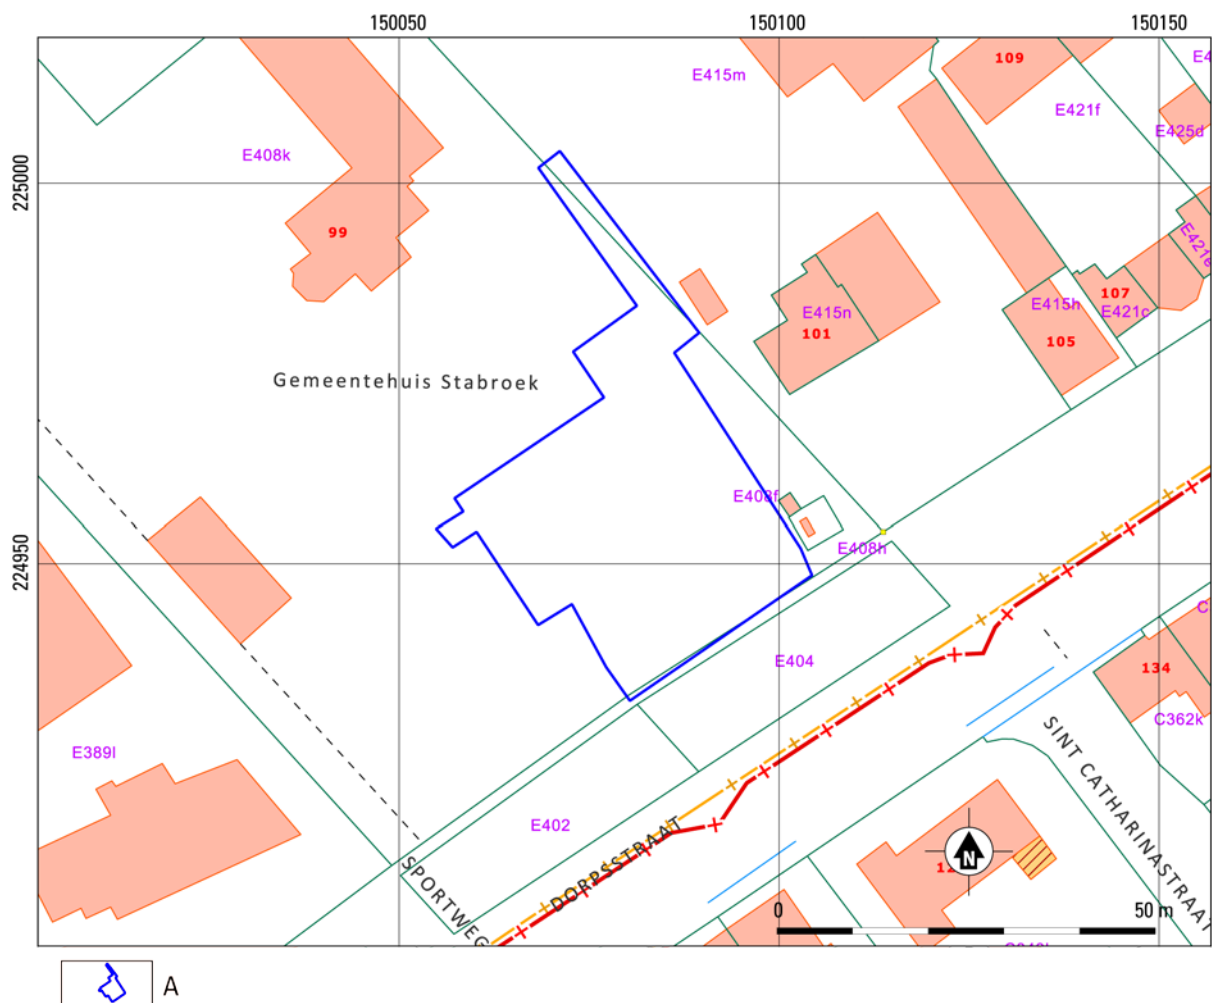 150050
150100
150150
109
E415m
E421f
E425d
E408k
225000
99
E421e
E415h
107
E415n
E421c
101
105
Gemeentehuis Stabroek
E408f
E408h
224950
E404
134
C362k
E389l
SINT CATHARINASTRAAT
E402
DORPSSTRAAT
SPORTWEG
N
0
50 m
A